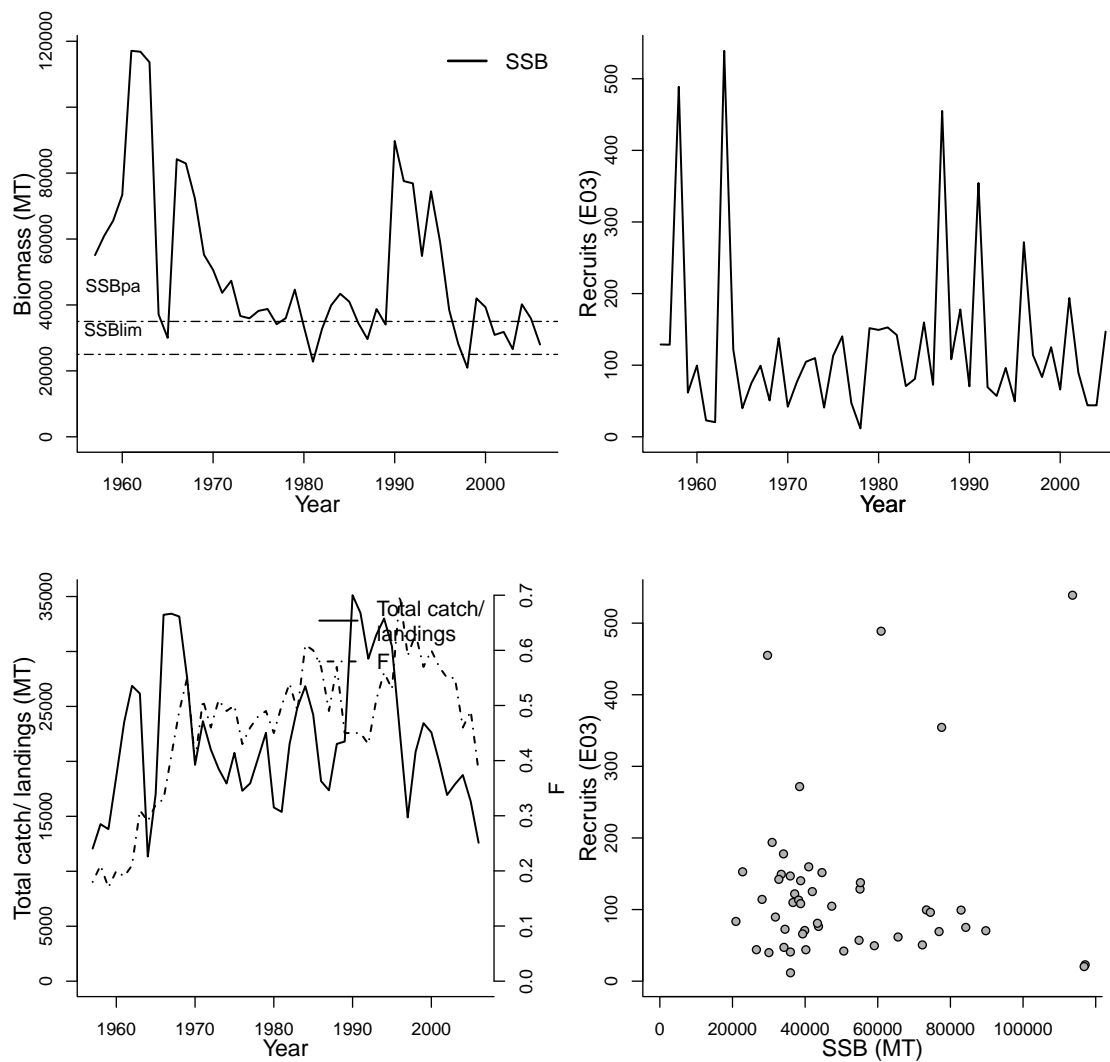 SSB
Biomass (MT)
120000
80000
60000
40000
20000
0
SSBpa
SSBlim
1960 1970 1980 1990 2000
Year
Recruits (E03)
500
400
300
200
100
0
1960 1970 1980 1990 2000
Year
Total catch/ landings (MT)
35000
25000
15000
5000
0
Total catch/
landings
F
0.7
0.6
0.5
0.4
0.3
0.2
0.1
0.0
F
1960 1970 1980 1990 2000
Year
Recruits (E03)
500
400
300
200
100
0
0 20000 40000 60000 80000 100000
SSB (MT)